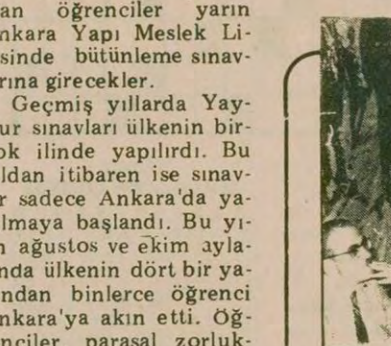 an öğrenciler yarın
nkara Yapı Meslek Li-
sinde bütünleme sınav-
rına girecekler.
Geçmiş yıllarda Yay-
ur sınavları ülkenin bir-
ok ilinde yapılırdı. Bu
ldan itibaren ise sınav-
r sadece Ankara'da ya-
lmaya başlandı. Bu yı-
n ağustos ve ekim ayla-
nda ülkenin dört bir ya-
ndan binlerce öğrenci
nkara'ya akın etti. Öğ-
nciler parasal zorluk-